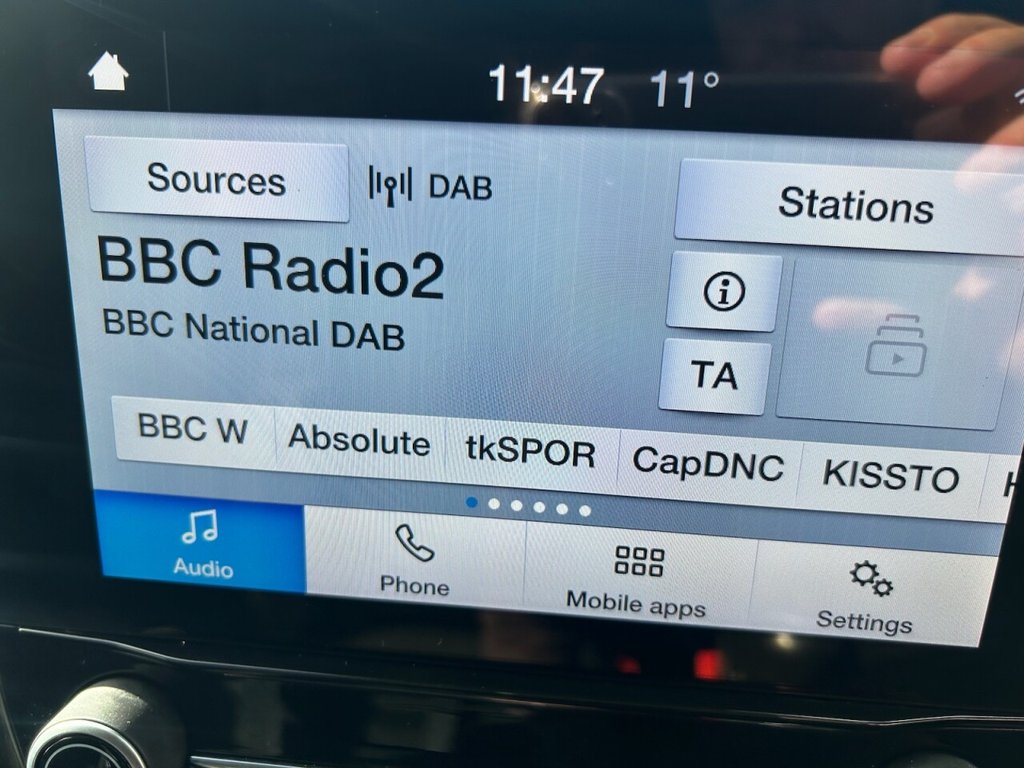 11:47 11°
Sources DAB Stations
BBC Radio2
BBC National DAB
TA
BBC W Absolute tkSPOR CapDNC KISSTO
Audio Phone Mobile apps Settings